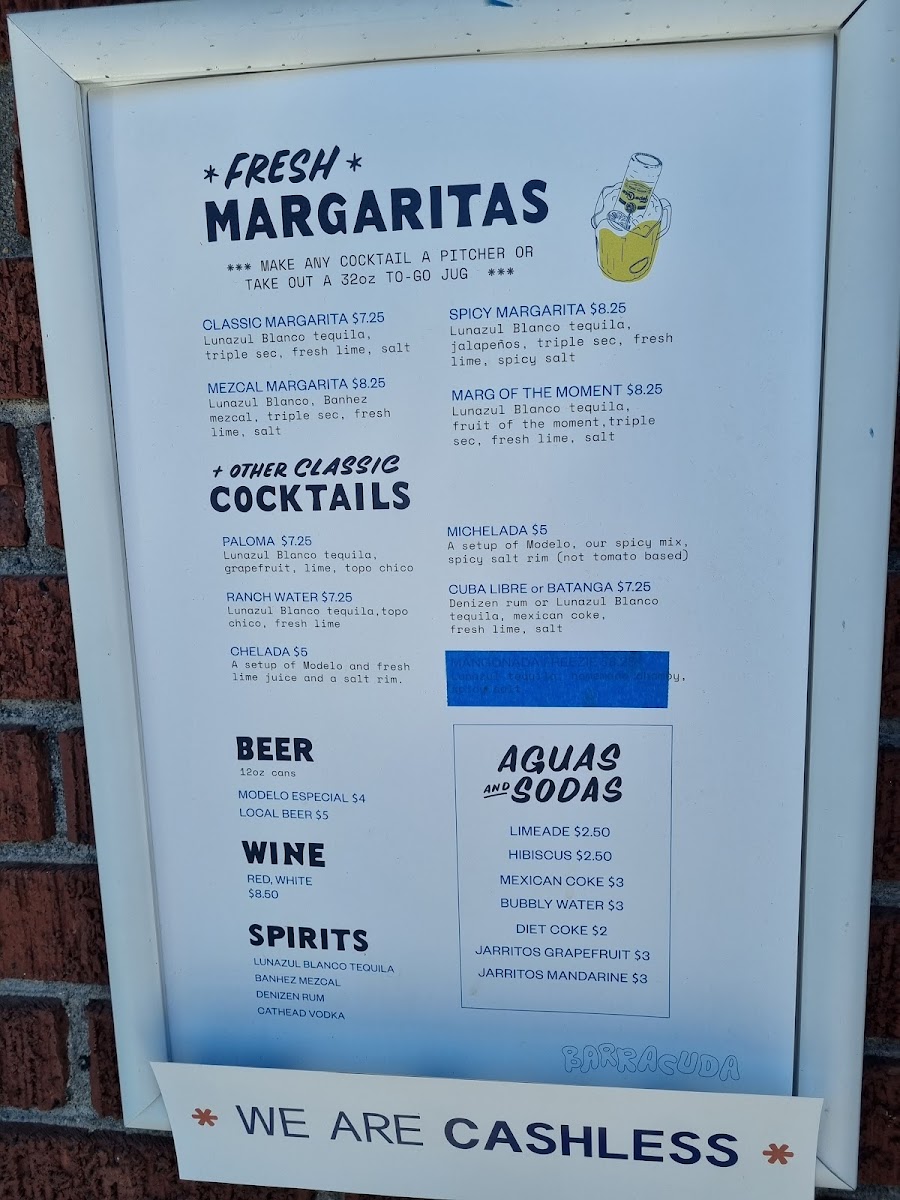 * FRESH *
MARGARITAS
*** MAKE ANY COCKTAIL A PITCHER OR
TAKE OUT A 32oz TO-GO JUG ***
CLASSIC MARGARITA $7.25
Lunazul Blanco tequila,
triple sec, fresh lime, salt
SPICY MARGARITA $8.25
Lunazul Blanco tequila,
jalapeños, triple sec, fresh
lime, spicy salt
MEZCAL MARGARITA $8.25
Lunazul Blanco, Banhez
mezcal, triple sec, fresh
lime, salt
MARG OF THE MOMENT $8.25
Lunazul Blanco tequila,
fruit of the moment,triple
sec, fresh lime, salt
+ OTHER CLASSIC
COCKTAILS
PALOMA $7.25
Lunazul Blanco tequila,
grapefruit, lime, topo chico
RANCH WATER $7.25
Lunazul Blanco tequila,topo
chico, fresh lime
CHELADA $5
A setup of Modelo and fresh
lime juice and a salt rim.
MICHELADA $5
A setup of Modelo, our spicy mix,
spicy salt rim (not tomato based)
CUBA LIBRE or BATANGA $7.25
Denizen rum or Lunazul Blanco
tequila, mexican coke,
fresh lime, salt
MANGONADA FREEZIE
Lunazul tequila, homemade
spicy salt
BEER
12oz cans
MODELO ESPECIAL $4
LOCAL BEER $5
WINE
RED, WHITE
$8.50
SPIRITS
LUNAZUL BLANCO TEQUILA
BANHEZ MEZCAL
DENIZEN RUM
CATHEAD VODKA
AGUAS
AND SODAS
LIMEADE $2.50
HIBISCUS $2.50
MEXICAN COKE $3
BUBBLY WATER $3
DIET COKE $2
JARRITOS GRAPEFRUIT $3
JARRITOS MANDARINE $3
BARRACUDA
* WE ARE CASHLESS *